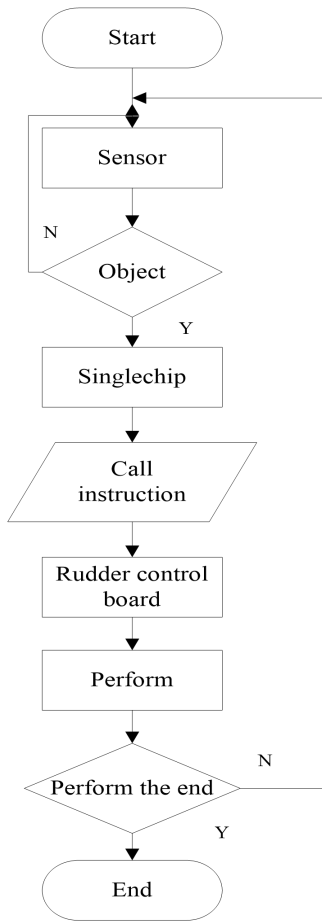 Start
Sensor
N
Object
Y
Singlechip
Call
instruction
Rudder control
board
Perform
N
Perform the end
Y
End